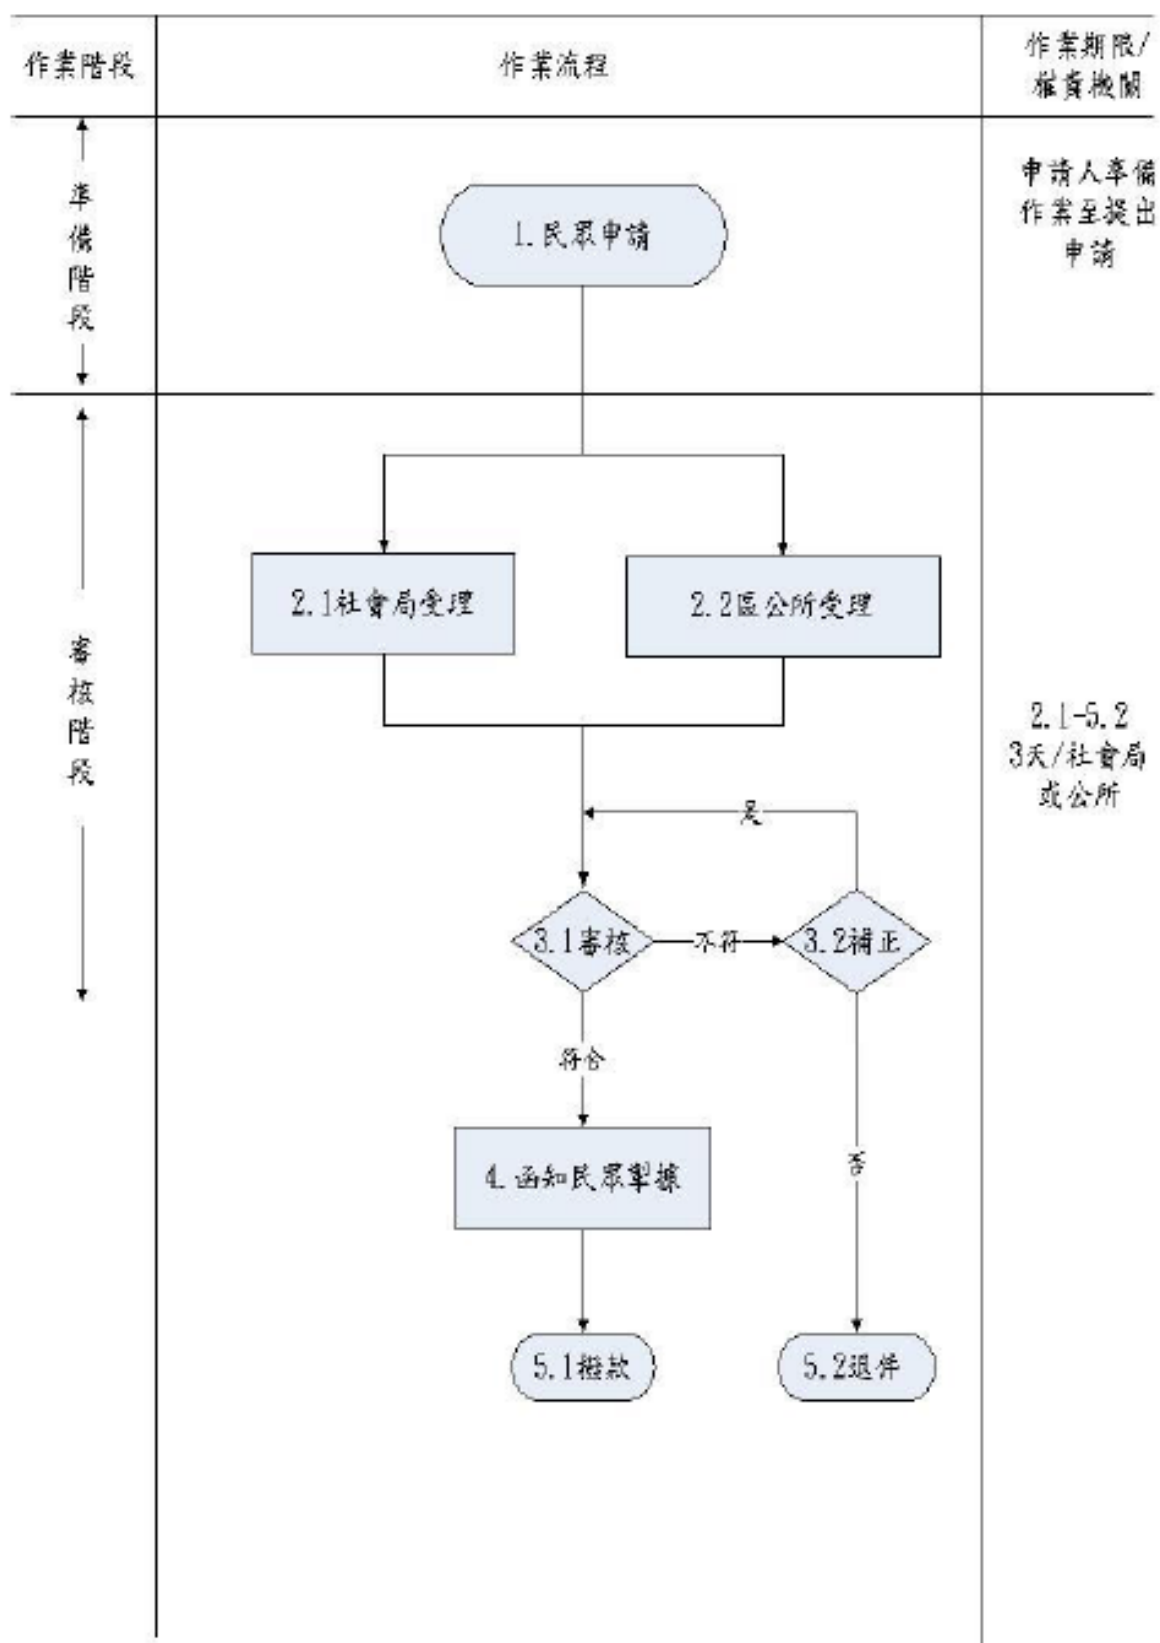 作業階段
作業流程
作業期限/
權責機關
準
備
階
段
1.民眾申請
申請人準備
作業至提出
申請
審
核
階
段
2.1社會局受理
2.2區公所受理
2.1-5.2
3天/社會局
或公所
是
3.1審核
不符
3.2補正
符合
否
4.函知民眾掣據
5.1撥款
5.2退件